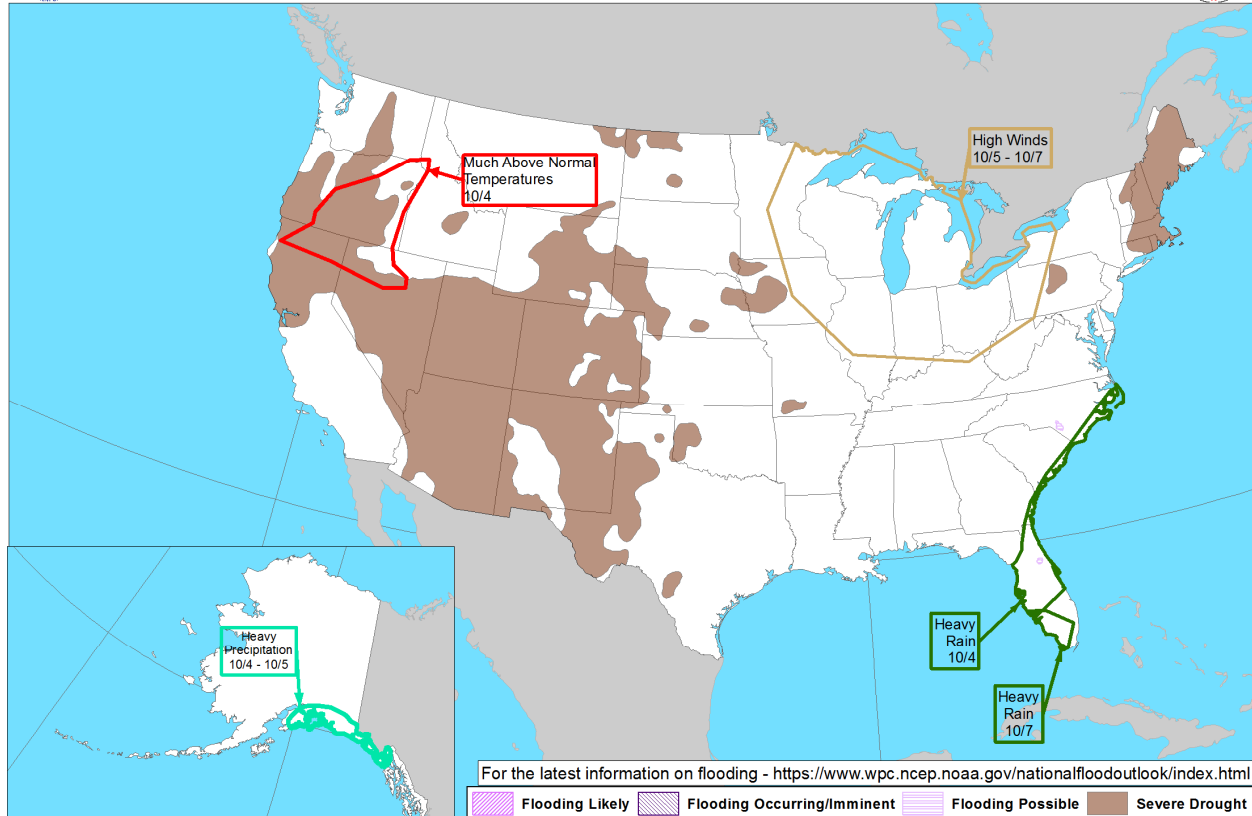 Much Above Normal
Temperatures
10/4
High Winds
10/5 - 10/7
Heavy
Rain
10/4
Heavy
Rain
10/7
Heavy
Precipitation
10/4 - 10/5
For the latest information on flooding - https://www.wpc.ncep.noaa.gov/nationalfloodoutlook/index.html
Flooding Likely
Flooding Occurring/Imminent
Flooding Possible
Severe Drought